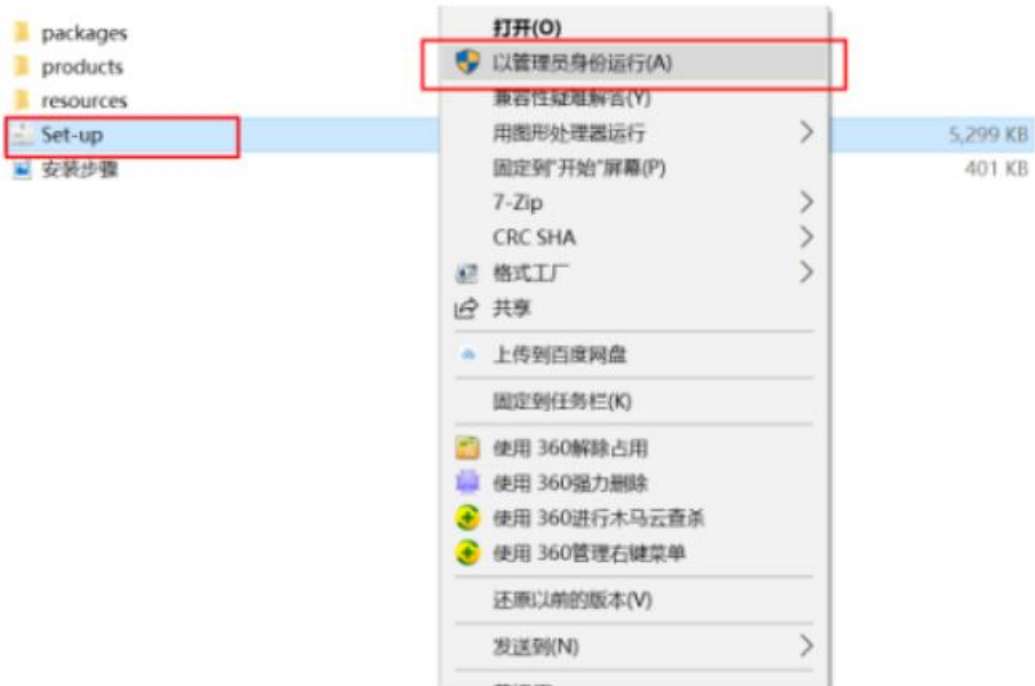 packages
products
resources
Set-up
安装步骤
打开(O)
以管理员身份运行(A)
兼容性疑难解答(Y)
用图形处理器运行
固定到"开始"屏幕(P)
7-Zip
CRC SHA
格式工厂
共享
上传到百度网盘
固定到任务栏(K)
使用 360解除占用
使用 360强力删除
使用 360进行木马云查杀
使用 360管理右键菜单
还原以前的版本(V)
发送到(N)
5,299 KB
401 KB